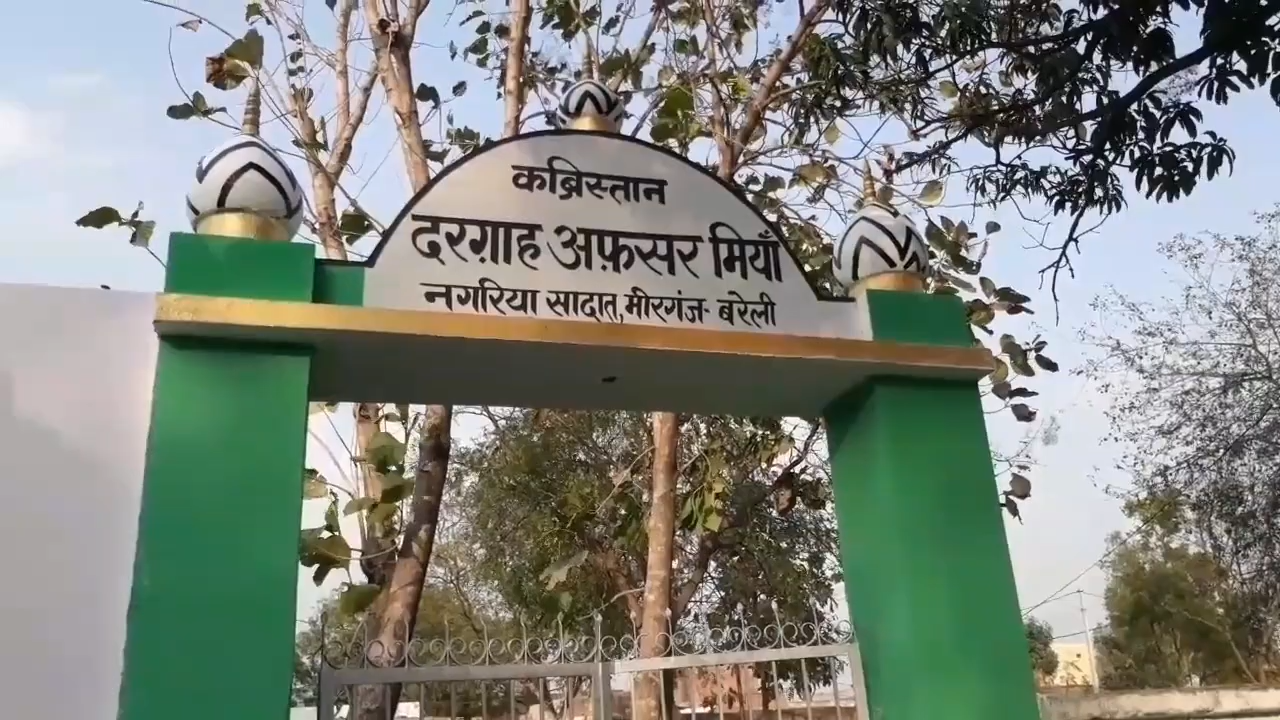 कब्रिस्तान
दरग़ाह अफ़सर मियाँ
नगरिया सादात, मीरगंज- बरेली